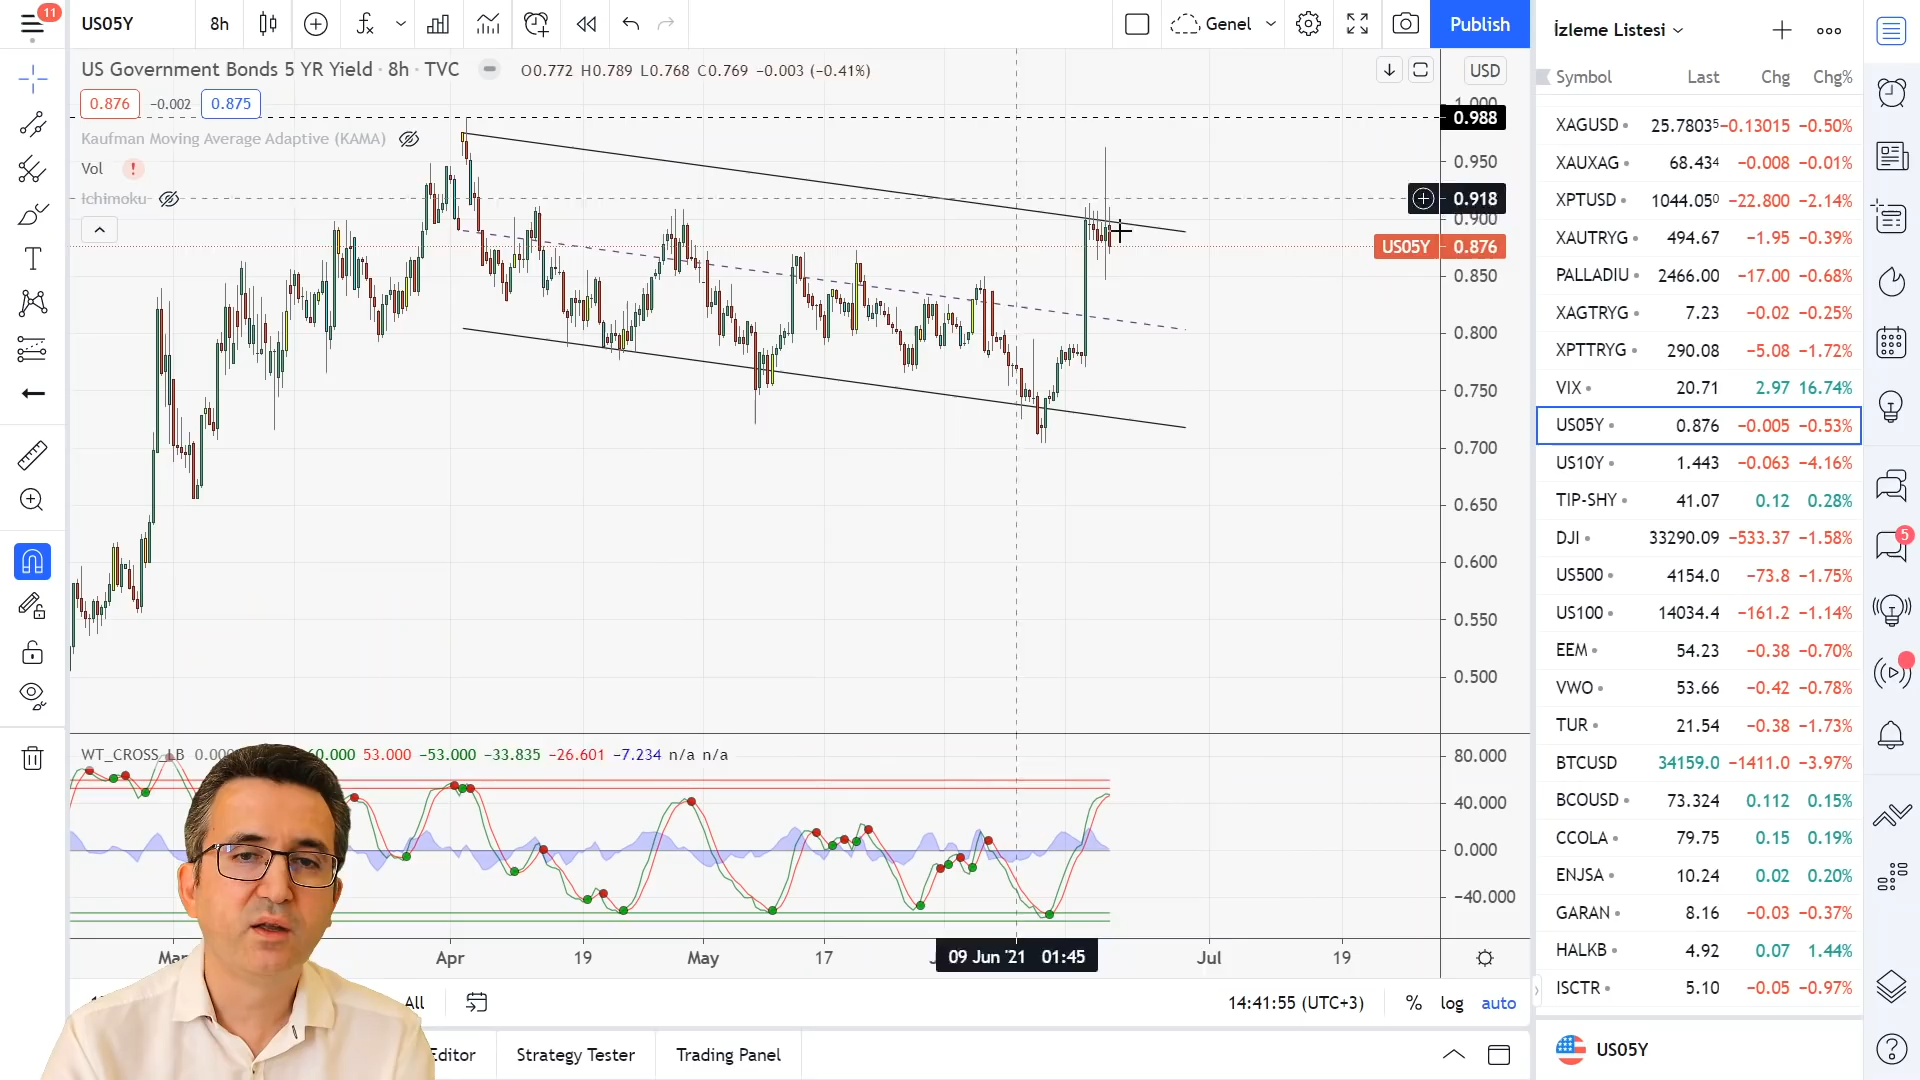 11
US05Y
8h
Genel
Publish
US Government Bonds 5 YR Yield · 8h · TVC
O0.772 H0.789 L0.768 C0.769 −0.003 (−0.41%)
USD
0.876 −0.002 0.875
Kaufman Moving Average Adaptive (KAMA)
Vol !
Ichimoku
1.000
0.988
0.950
0.918
0.900
US05Y 0.876
0.850
0.800
0.750
0.700
0.650
0.600
0.550
0.500
WT_CROSS_LB 53.000 −53.000 −33.835 −26.601 −7.234 n/a n/a
80.000
40.000
0.000
−40.000
Apr 19 May 17 09 Jun '21 01:45 Jul 19
All
14:41:55 (UTC+3)
% log auto
Strategy Tester
Trading Panel
İzleme Listesi
Symbol Last Chg Chg%
XAGUSD 25.7803⁵ −0.13015 −0.50%
XAUXAG 68.434 −0.008 −0.01%
XPTUSD 1044.05⁰ −22.800 −2.14%
XAUTRYG 494.67 −1.95 −0.39%
PALLADIU 2466.00 −17.00 −0.68%
XAGTRYG 7.23 −0.02 −0.25%
XPTTRYG 290.08 −5.08 −1.72%
VIX 20.71 2.97 16.74%
US05Y 0.876 −0.005 −0.53%
US10Y 1.443 −0.063 −4.16%
TIP-SHY 41.07 0.12 0.28%
DJI 33290.09 −533.37 −1.58%
US500 4154.0 −73.8 −1.75%
US100 14034.4 −161.2 −1.14%
EEM 54.23 −0.38 −0.70%
VWO 53.66 −0.42 −0.78%
TUR 21.54 −0.38 −1.73%
BTCUSD 34159.0 −1411.0 −3.97%
BCOUSD 73.324 0.112 0.15%
CCOLA 79.75 0.15 0.19%
ENJSA 10.24 0.02 0.20%
GARAN 8.16 −0.03 −0.37%
HALKB 4.92 0.07 1.44%
ISCTR 5.10 −0.05 −0.97%
US05Y
5